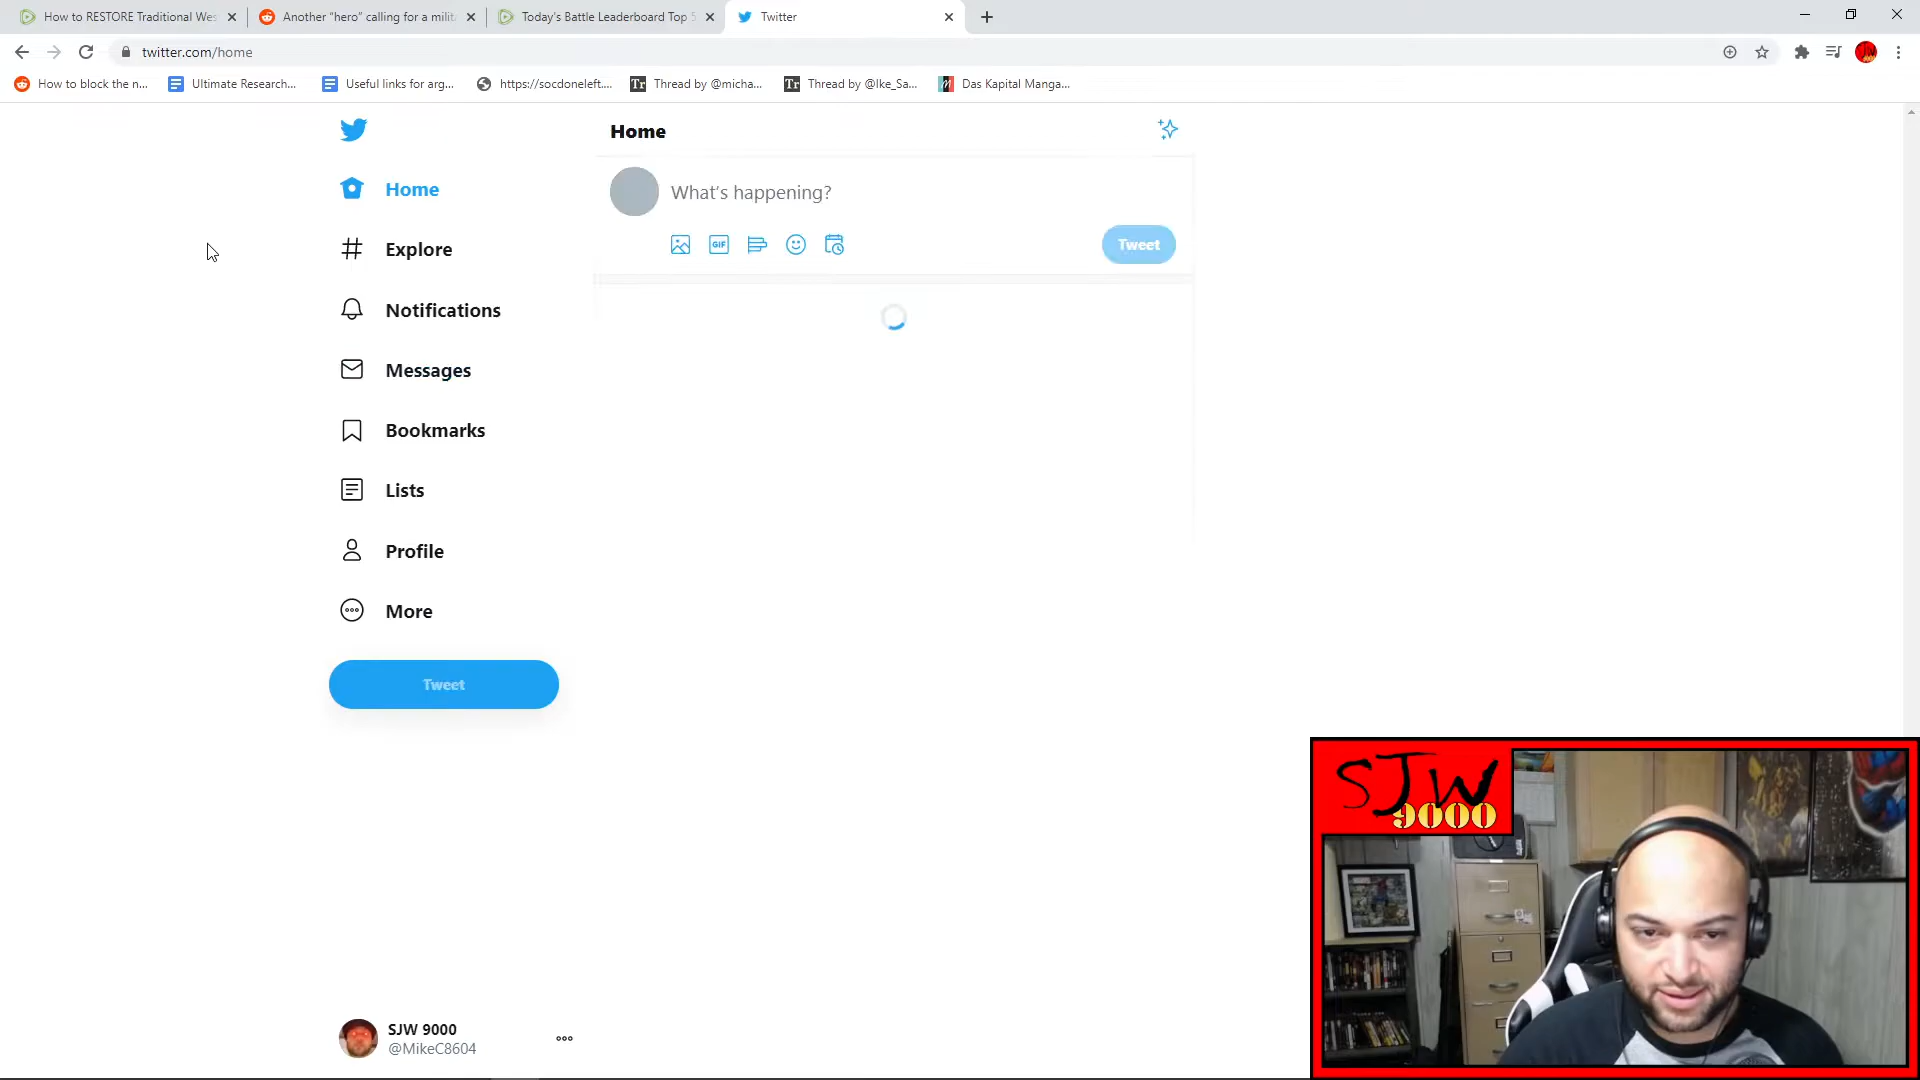 How to RESTORE Traditional Wes
Another “hero” calling for a milit
Today's Battle Leaderboard Top 5
Twitter
twitter.com/home
How to block the n...
Ultimate Research...
Useful links for arg...
https://socdoneleft....
Tr Thread by @micha...
Tr Thread by @Ike_Sa...
Das Kapital Manga...
Home
What's happening?
GIF
Tweet
Home
Explore
Notifications
Messages
Bookmarks
Lists
Profile
More
Tweet
SJW 9000
@MikeC8604
SJW
9000